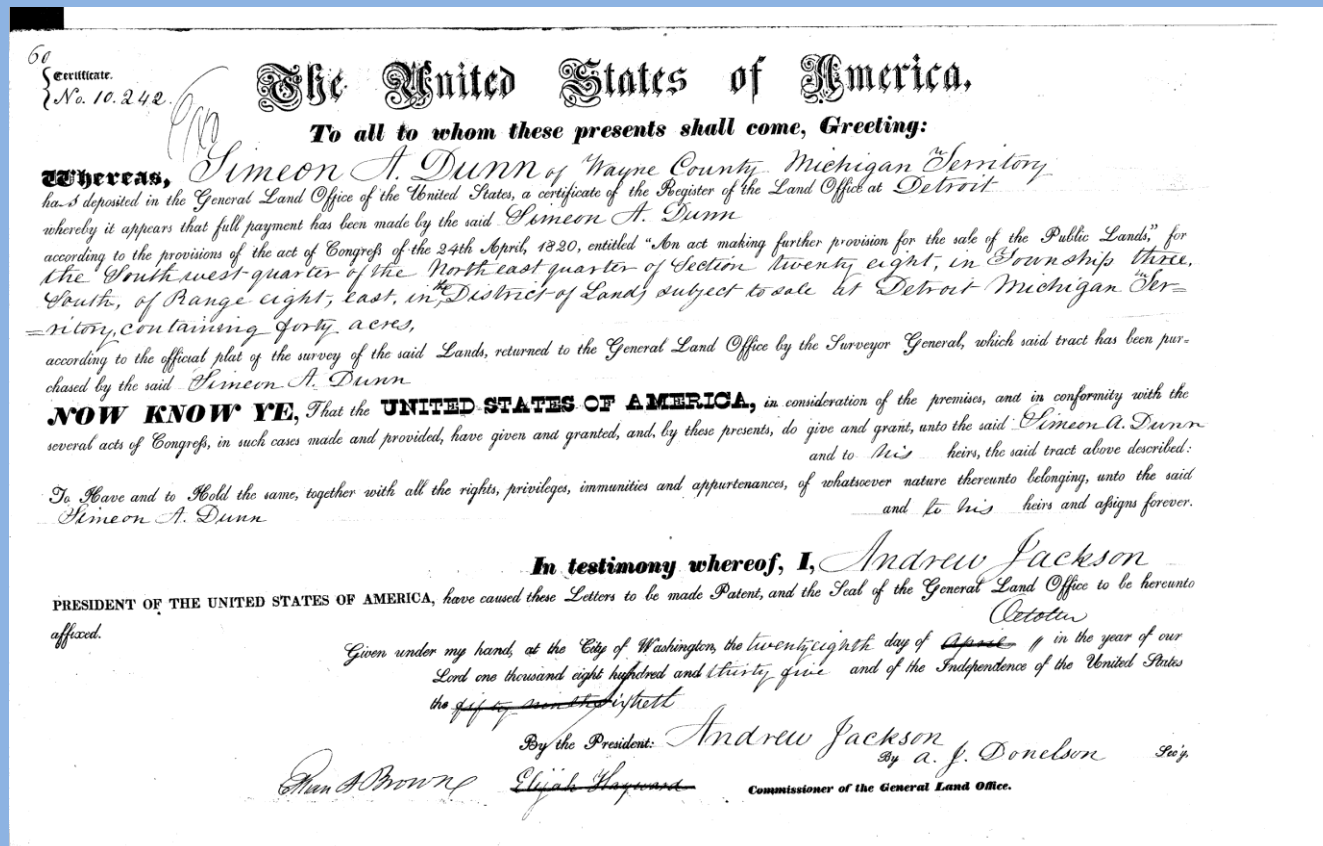 60
Certificate.
No. 10.242.
The United States of America,
To all to whom these presents shall come, Greeting:
Whereas, Simeon A. Dunn of Wayne County Michigan Territory
ha s deposited in the General Land Office of the United States, a certificate of the Register of the Land Office at Detroit
whereby it appears that full payment has been made by the said Simeon A. Dunn
according to the provisions of the act of Congress of the 24th April, 1820, entitled "An act making further provision for the sale of the Public Lands," for
the South west quarter of the North east quarter of Section twenty eight, in Township three,
South, of Range eight, east, in the District of Lands subject to sale at Detroit Michigan Ter=
=ritory, containing forty acres,
according to the official plat of the survey of the said Lands, returned to the General Land Office by the Surveyor General, which said tract has been pur-
chased by the said Simeon A. Dunn
NOW KNOW YE, That the UNITED STATES OF AMERICA, in consideration of the premises, and in conformity with the
several acts of Congress, in such cases made and provided, have given and granted, and, by these presents, do give and grant, unto the said Simeon A. Dunn
and to his heirs, the said tract above described:
To Have and to Hold the same, together with all the rights, privileges, immunities and appurtenances, of whatsoever nature thereunto belonging, unto the said
Simeon A. Dunn and to his heirs and assigns forever.
In testimony whereof, I, Andrew Jackson
PRESIDENT OF THE UNITED STATES OF AMERICA, have caused these Letters to be made Patent, and the Seal of the General Land Office to be hereunto
affixed.
October
Given under my hand, at the City of Washington, the twenty eighth day of April in the year of our
Lord one thousand eight hundred and thirty five and of the Independence of the United States
the fifty ninth sixtieth
By the President: Andrew Jackson
By A. J. Donelson Sec'y.
Ethan A Brown Elijah Hayward Commissioner of the General Land Office.